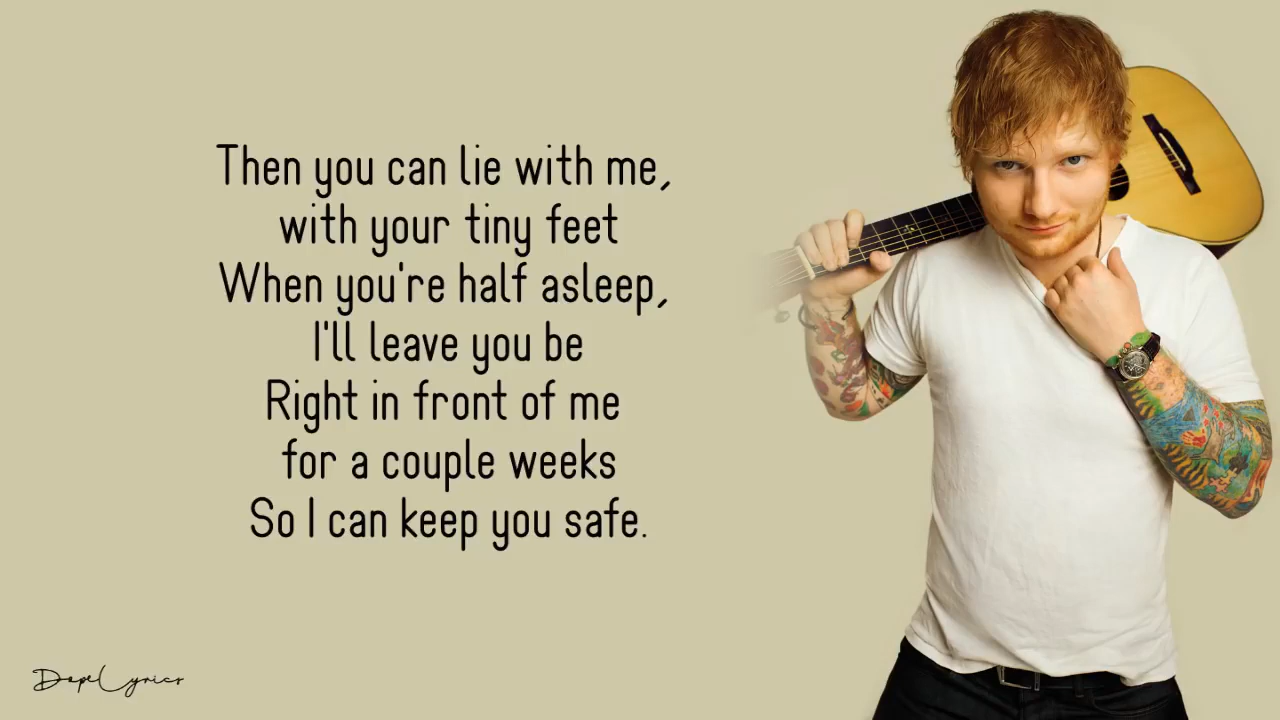 Then you can lie with me,
with your tiny feet
When you're half asleep,
I'll leave you be
Right in front of me
for a couple weeks
So I can keep you safe.
DopeLyrics